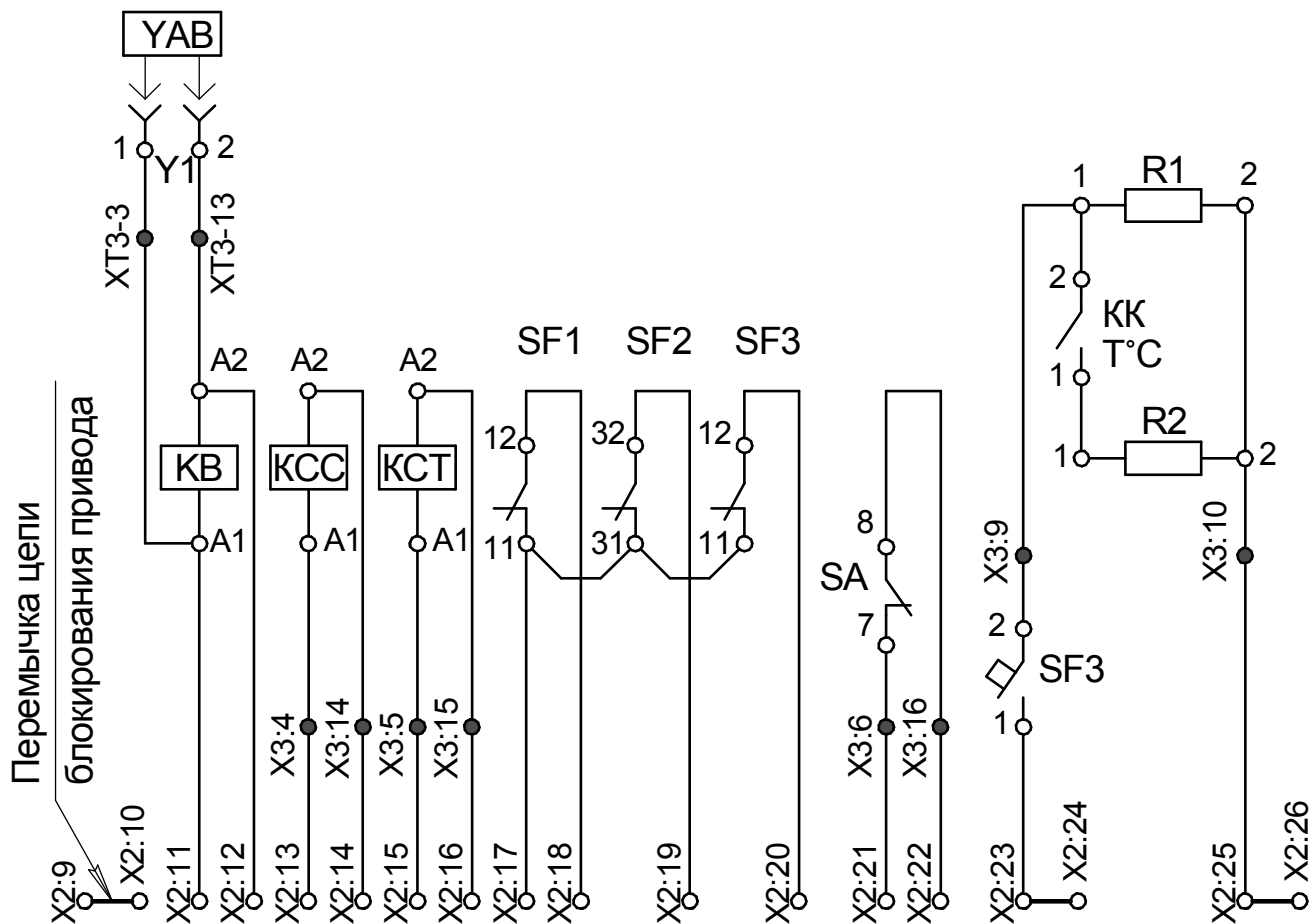 YAB
1 Y1 2
XT3-3
XT3-13
1 R1 2
2
КК
T°C
1
1 R2 2
SF1 SF2 SF3
A2 A2 A2
12 32 12
КВ КСС КСТ
A1 A1 A1
11 31 11
8
SA
7
X3:9
X3:10
2
SF3
1
Перемычка цепи
блокирования привода
X3:4
X3:14
X3:5
X3:15
X3:6
X3:16
X2:9
X2:10
X2:11
X2:12
X2:13
X2:14
X2:15
X2:16
X2:17
X2:18
X2:19
X2:20
X2:21
X2:22
X2:23
X2:24
X2:25
X2:26